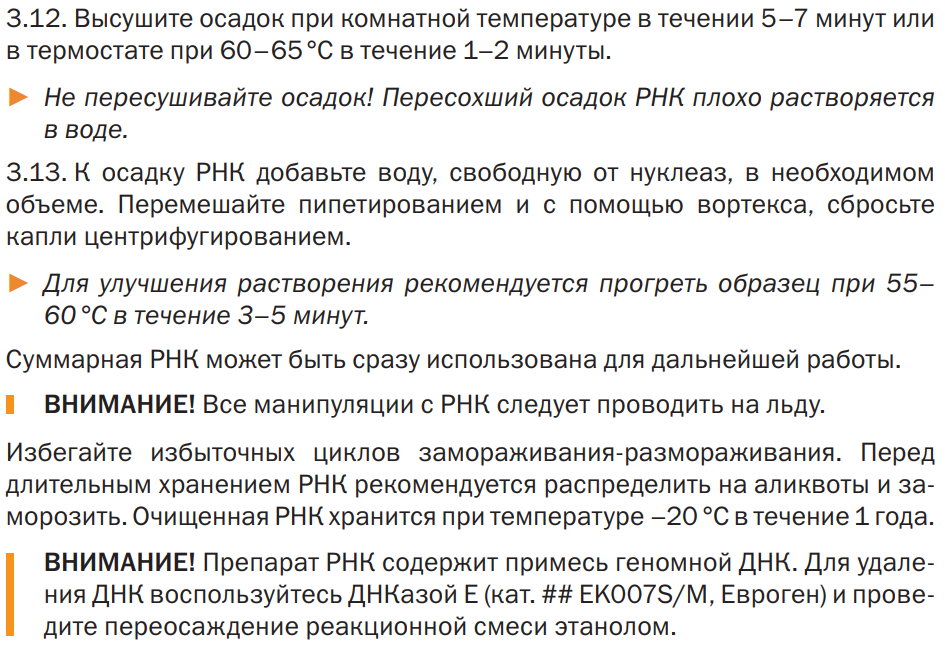 3.12. Высушите осадок при комнатной температуре в течении 5–7 минут или
в термостате при 60–65 °С в течение 1–2 минуты.
► Не пересушивайте осадок! Пересохший осадок РНК плохо растворяется
в воде.
3.13. К осадку РНК добавьте воду, свободную от нуклеаз, в необходимом
объеме. Перемешайте пипетированием и с помощью вортекса, сбросьте
капли центрифугированием.
► Для улучшения растворения рекомендуется прогреть образец при 55–
60 °С в течение 3–5 минут.
Суммарная РНК может быть сразу использована для дальнейшей работы.
ВНИМАНИЕ! Все манипуляции с РНК следует проводить на льду.
Избегайте избыточных циклов замораживания-размораживания. Перед
длительным хранением РНК рекомендуется распределить на аликвоты и за-
морозить. Очищенная РНК хранится при температуре –20 °С в течение 1 года.
ВНИМАНИЕ! Препарат РНК содержит примесь геномной ДНК. Для удале-
ния ДНК воспользуйтесь ДНКазой Е (кат. ## EK007S/M, Евроген) и прове-
дите переосаждение реакционной смеси этанолом.